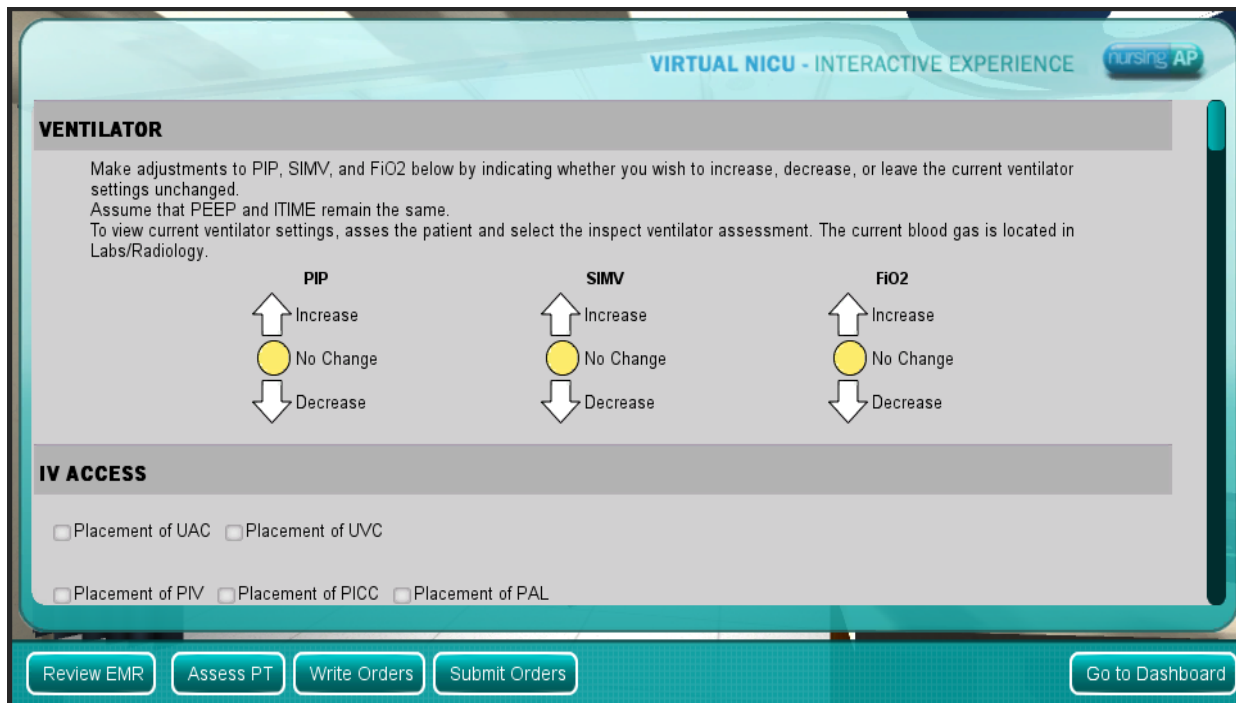 VIRTUAL NICU - INTERACTIVE EXPERIENCE nursing AP
VENTILATOR
Make adjustments to PIP, SIMV, and FiO2 below by indicating whether you wish to increase, decrease, or leave the current ventilator
settings unchanged.
Assume that PEEP and ITIME remain the same.
To view current ventilator settings, asses the patient and select the inspect ventilator assessment. The current blood gas is located in
Labs/Radiology.
PIP SIMV FiO2
Increase Increase Increase
No Change No Change No Change
Decrease Decrease Decrease
IV ACCESS
Placement of UAC Placement of UVC
Placement of PIV Placement of PICC Placement of PAL
Review EMR Assess PT Write Orders Submit Orders Go to Dashboard